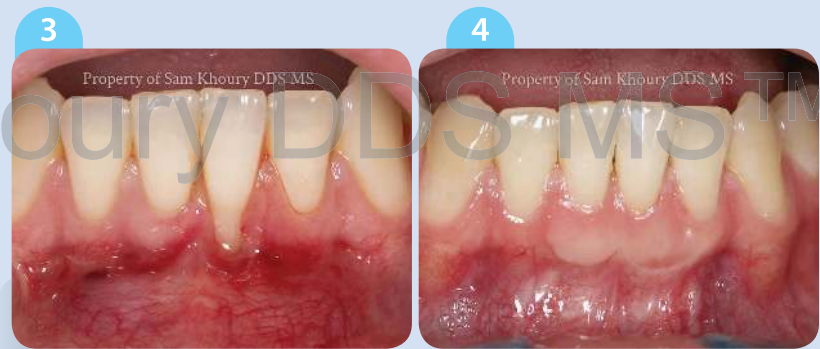 3
4
Property of Sam Khoury DDS MS
Property of Sam Khoury DDS MS
oury DDS MS™